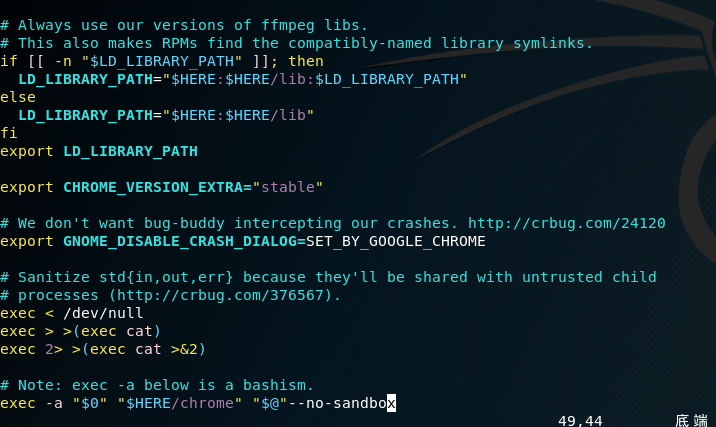 # Always use our versions of ffmpeg libs.
# This also makes RPMs find the compatibly-named library symlinks.
if [[ -n "$LD_LIBRARY_PATH" ]]; then
  LD_LIBRARY_PATH="$HERE:$HERE/lib:$LD_LIBRARY_PATH"
else
  LD_LIBRARY_PATH="$HERE:$HERE/lib"
fi
export LD_LIBRARY_PATH

export CHROME_VERSION_EXTRA="stable"

# We don't want bug-buddy intercepting our crashes. http://crbug.com/24120
export GNOME_DISABLE_CRASH_DIALOG=SET_BY_GOOGLE_CHROME

# Sanitize std{in,out,err} because they'll be shared with untrusted child
# processes (http://crbug.com/376567).
exec < /dev/null
exec > >(exec cat)
exec 2> >(exec cat >&2)

# Note: exec -a below is a bashism.
exec -a "$0" "$HERE/chrome" "$@"--no-sandbox
49,44 底端